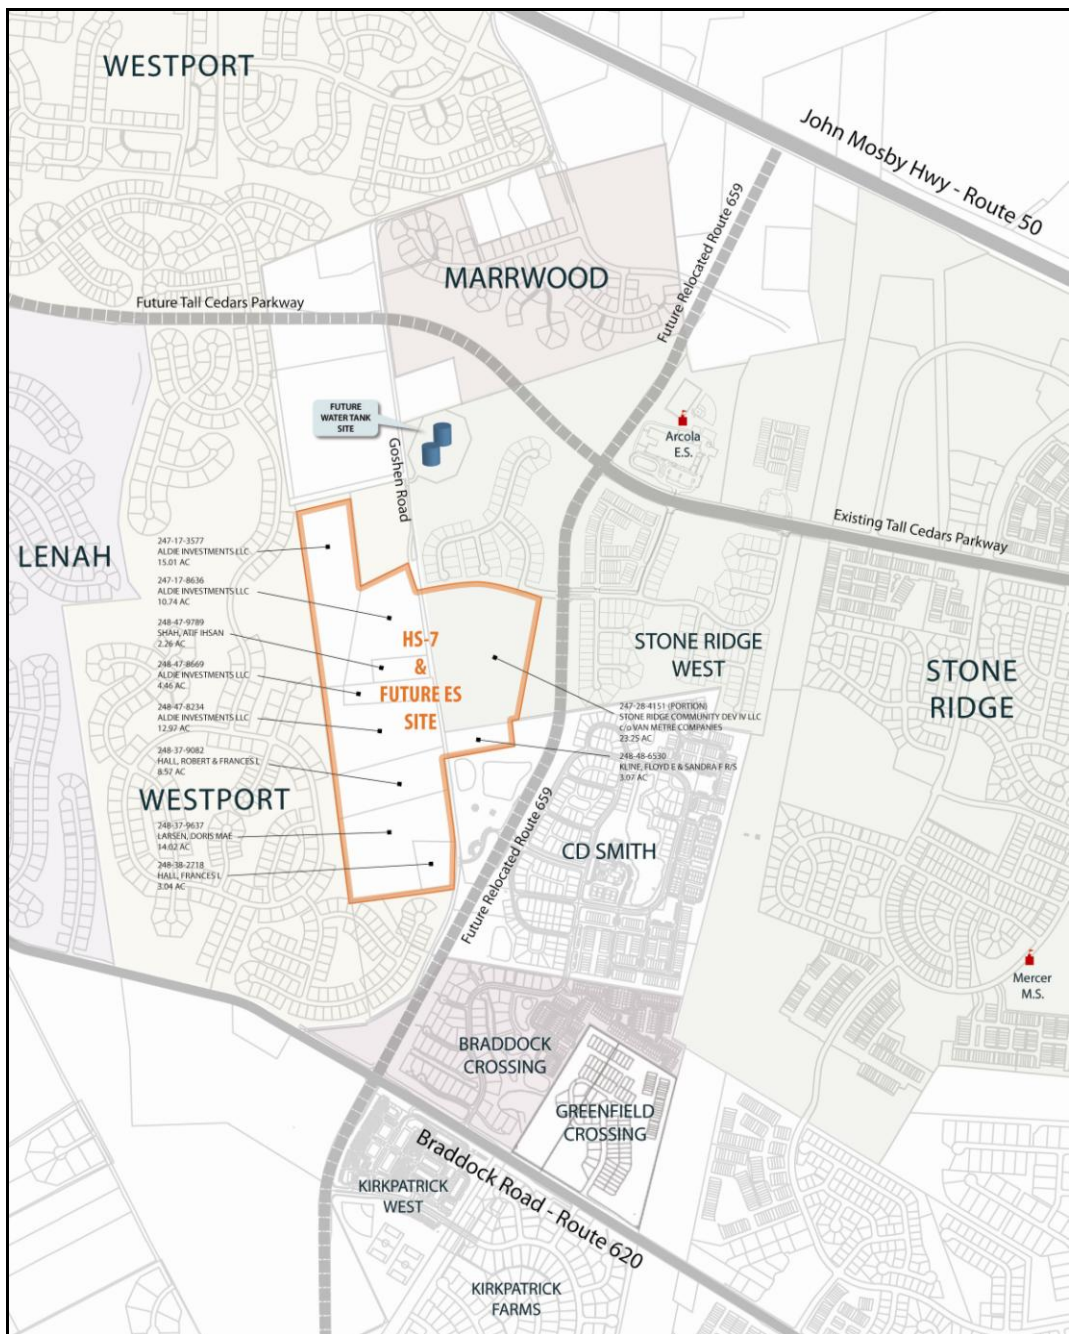 WESTPORT
John Mosby Hwy - Route 50
Future Relocated Route 659
MARRWOOD
Future Tall Cedars Parkway
FUTURE
WATER TANK
SITE
Goshen Road
Arcola
E.S.
Existing Tall Cedars Parkway
LENAH
247-17-3577
ALDIE INVESTMENTS LLC
15.01 AC
247-17-8636
ALDIE INVESTMENTS LLC
10.74 AC
248-47-9789
SHAH, ATIF IHSAN
2.26 AC
248-47-8669
ALDIE INVESTMENTS LLC
4.46 AC
248-47-8234
ALDIE INVESTMENTS LLC
12.97 AC
248-37-9082
HALL, ROBERT & FRANCES L
8.57 AC
WESTPORT
248-37-9637
LARSEN, DORIS MAE
14.02 AC
248-38-2718
HALL, FRANCES L
3.04 AC
HS-7
&
FUTURE ES
SITE
STONE RIDGE
WEST
STONE
RIDGE
247-28-4151 (PORTION)
STONE RIDGE COMMUNITY DEV IV LLC
c/o VAN METRE COMPANIES
23.25 AC
248-48-6530
KLINE, FLOYD E & SANDRA F R/S
3.07 AC
CD SMITH
Future Relocated Route 659
Mercer
M.S.
BRADDOCK
CROSSING
GREENFIELD
CROSSING
Braddock Road - Route 620
KIRKPATRICK
WEST
KIRKPATRICK
FARMS